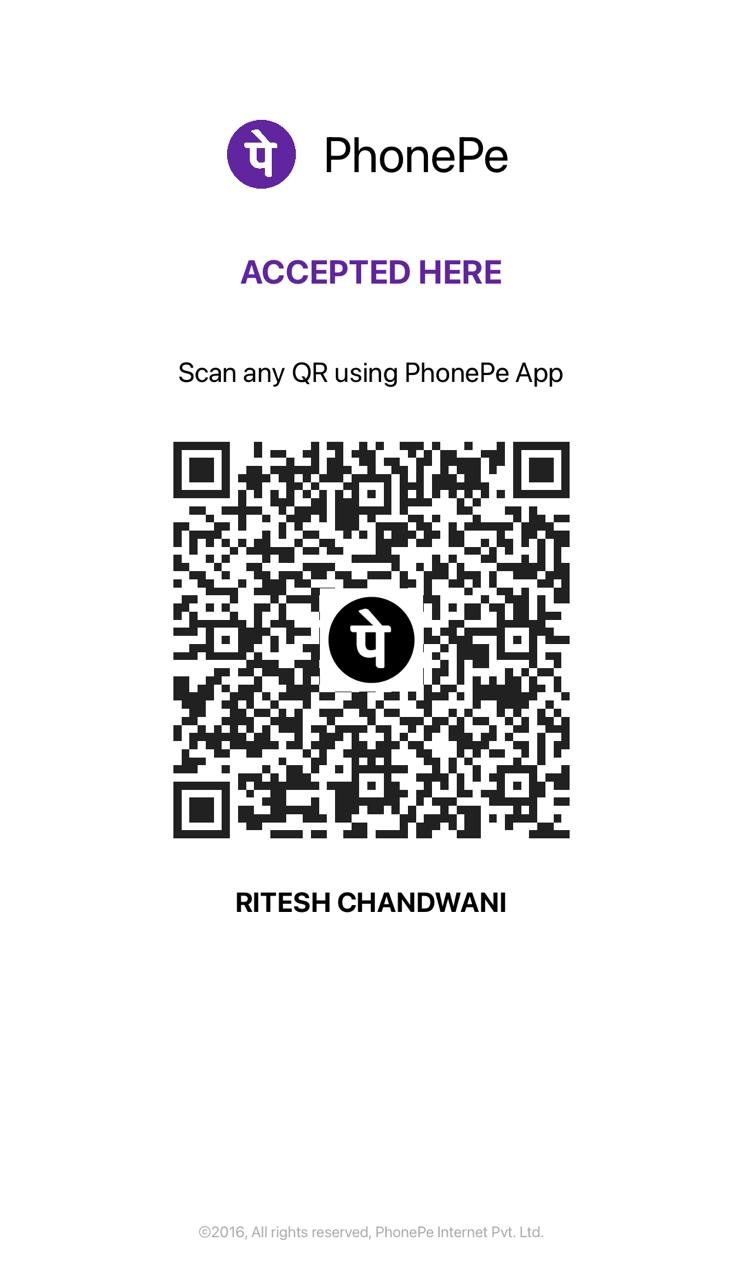 पे PhonePe
ACCEPTED HERE
Scan any QR using PhonePe App
पे
RITESH CHANDWANI
©2016, All rights reserved, PhonePe Internet Pvt. Ltd.